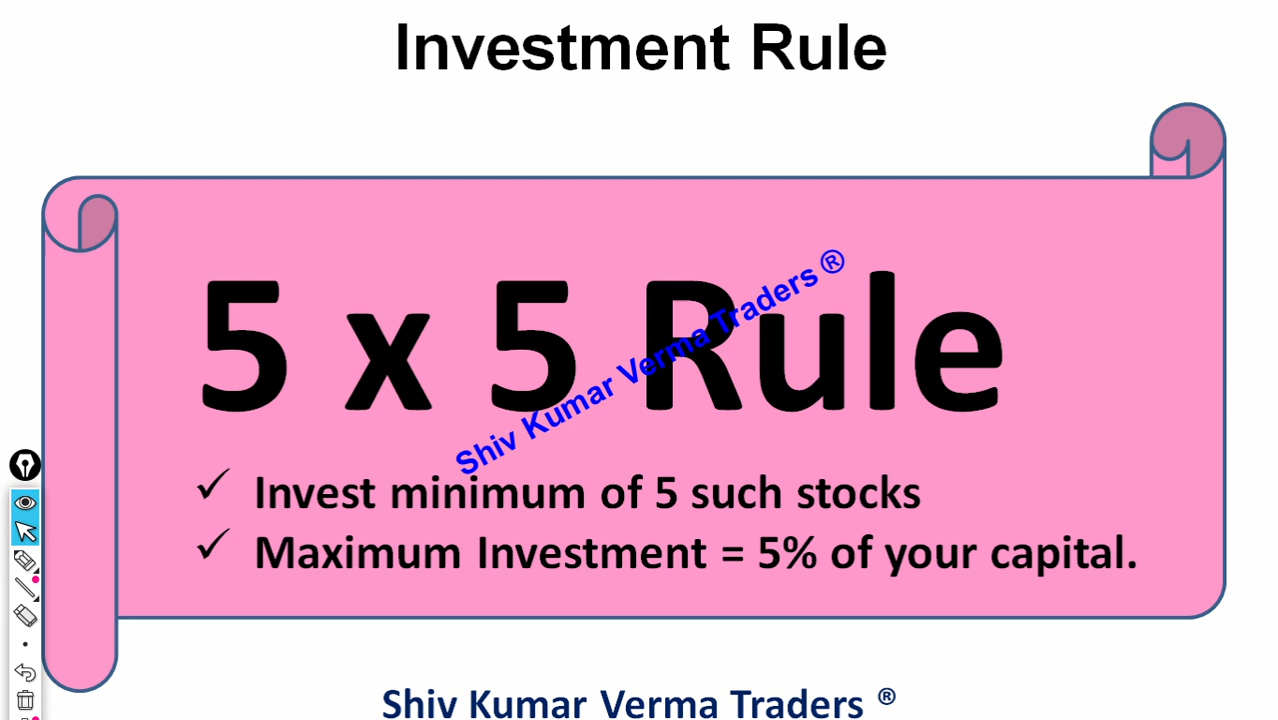 Investment Rule
5 x 5 Rule
Shiv Kumar Verma Traders ®
✓ Invest minimum of 5 such stocks
✓ Maximum Investment = 5% of your capital.
Shiv Kumar Verma Traders ®